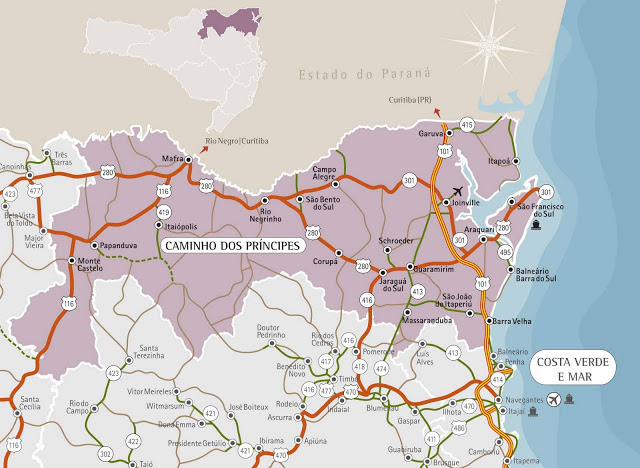 Estado do Paraná
Curitiba (PR)
415
Garuva
Rio Negro/Curitiba
Três
Barras
101
Mafra
Itapoá
Canoinhas
280
280
Campo
Alegre
301
477
473
116
280
301
Joinville
São Bento
do Sul
São Francisco
do Sul
Rio
Negrinho
419
Bela Vista
do Toldo
Itaiópolis
280
Araquari
Major
Vieira
280
Schroeder
301
Papanduva
CAMINHO DOS PRÍNCIPES
495
Monte
Castelo
Corupá
Guaramirim
Balneário
Barra do Sul
Jaraguá
do Sul
101
413
116
416
São João
do Itaperiú
Massaranduba
Barra Velha
Doutor
Pedrinho
Rio dos
Cedros
416
Pomerode
Luís
Alves
413
Balneário
Penha
COSTA VERDE
E MAR
Santa
Terezinha
417
Benedito
Novo
416
418
474
414
423
Timbó
477
Vitor Meireles
416
477
470
Navegantes
Santa
Cecília
Rio do
Campo
Witmarsum
José Boiteux
Rodeio
Indaial
Blumenau
Ilhota
470
Itajaí
421
Ascurra
Gaspar
411
Dona Emma
486
116
423
Presidente Getúlio
421
Ibirama
Apiúna
Guabiruba
Camboriú
302
422
470
Brusque
Taió
Itapema